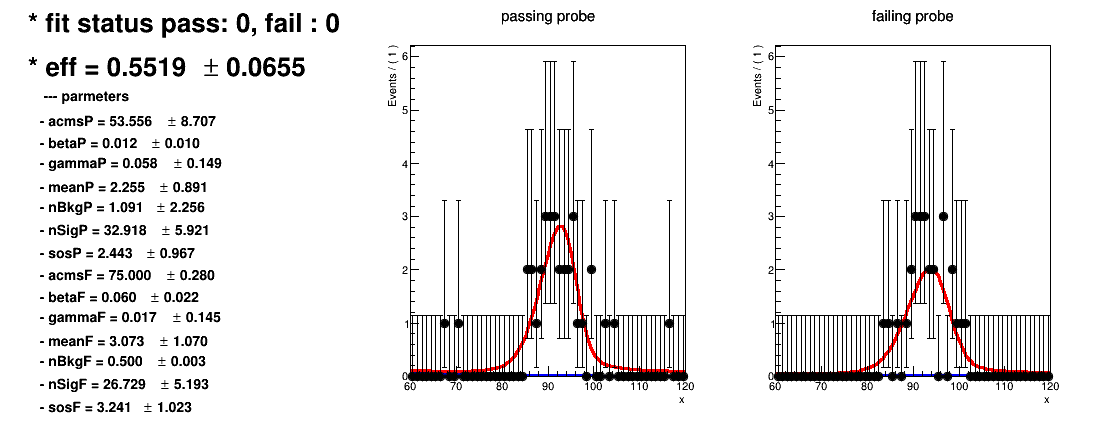 * fit status pass: 0, fail : 0
* eff = 0.5519 ± 0.0655
--- parmeters
- acmsP = 53.556 ± 8.707
- betaP = 0.012 ± 0.010
- gammaP = 0.058 ± 0.149
- meanP = 2.255 ± 0.891
- nBkgP = 1.091 ± 2.256
- nSigP = 32.918 ± 5.921
- sosP = 2.443 ± 0.967
- acmsF = 75.000 ± 0.280
- betaF = 0.060 ± 0.022
- gammaF = 0.017 ± 0.145
- meanF = 3.073 ± 1.070
- nBkgF = 0.500 ± 0.003
- nSigF = 26.729 ± 5.193
- sosF = 3.241 ± 1.023
passing probe
Events / ( 1 )
6
5
4
3
2
1
0
60 70 80 90 100 110 120
x
failing probe
Events / ( 1 )
6
5
4
3
2
1
0
60 70 80 90 100 110 120
x